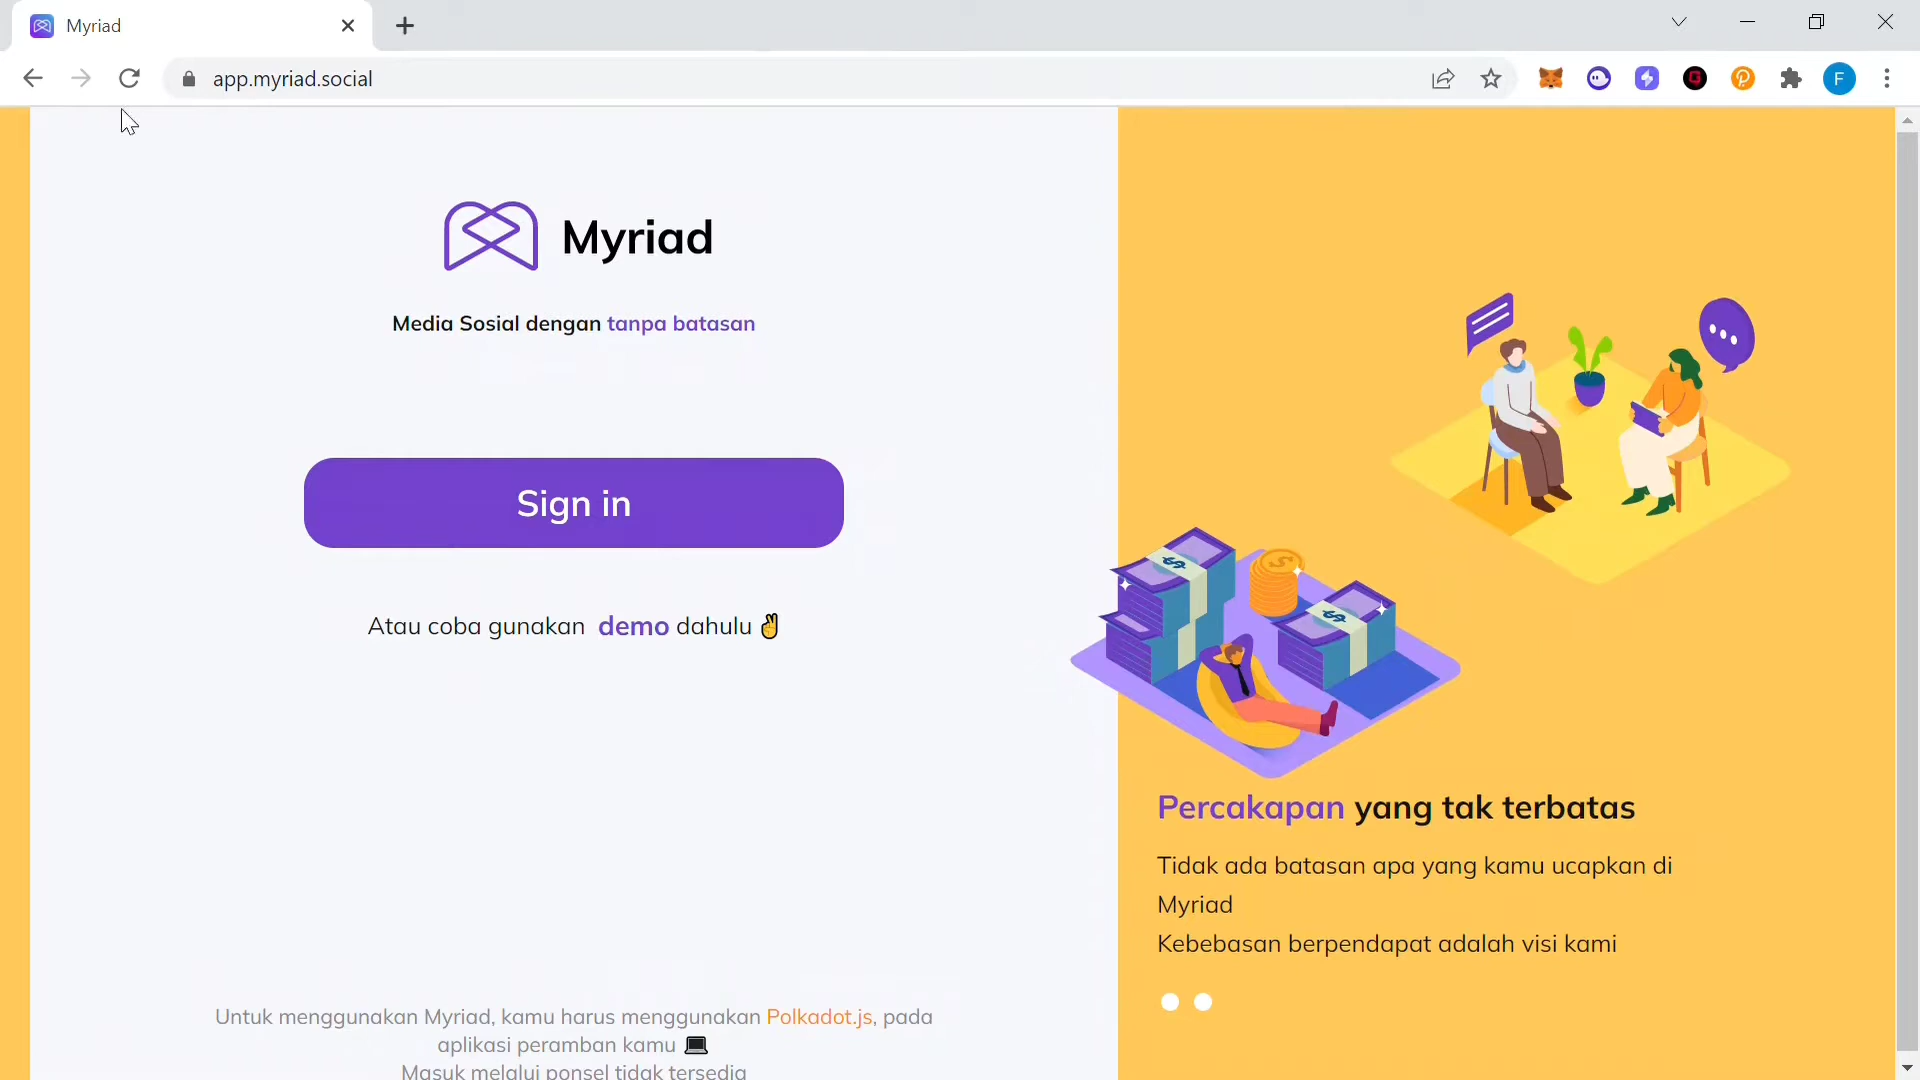 Myriad
app.myriad.social
F
Myriad
Media Sosial dengan tanpa batasan
Sign in
Atau coba gunakan demo dahulu ✌
Untuk menggunakan Myriad, kamu harus menggunakan Polkadot.js, pada
aplikasi peramban kamu 💻
Masuk melalui ponsel tidak tersedia
Percakapan yang tak terbatas
Tidak ada batasan apa yang kamu ucapkan di
Myriad
Kebebasan berpendapat adalah visi kami